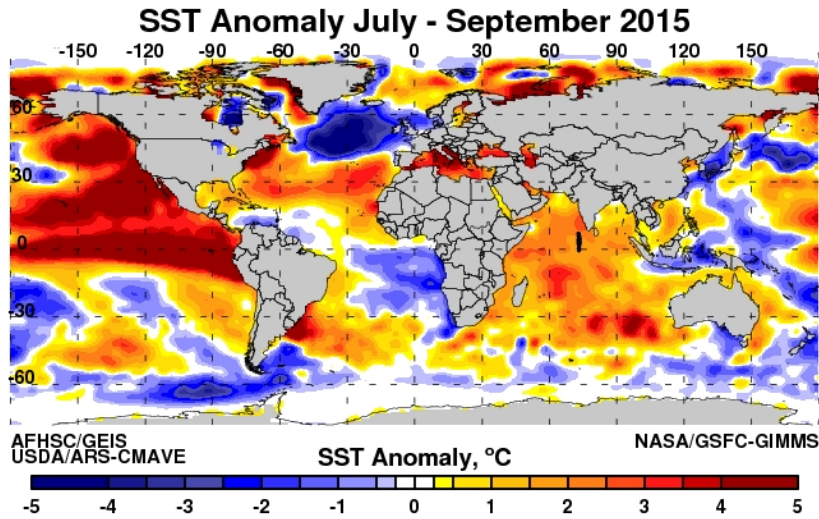 SST Anomaly July - September 2015
-150 -120 -90 -60 -30 0 30 60 90 120 150
60
30
0
-30
-60
AFHSC/GEIS
USDA/ARS-CMAVE
NASA/GSFC-GIMMS
SST Anomaly, ºC
-5 -4 -3 -2 -1 0 1 2 3 4 5